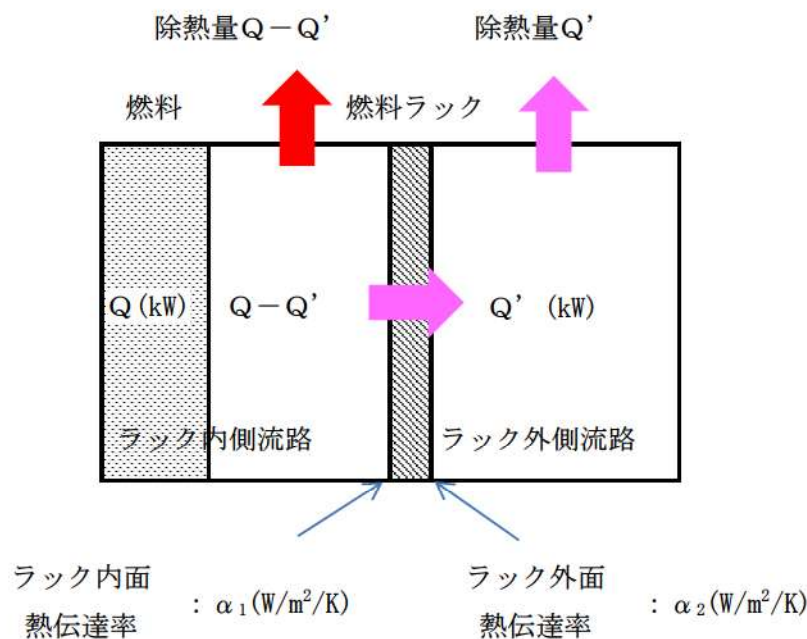 除熱量Q-Q’
除熱量Q’
燃料
燃料ラック
Q(kW)
Q-Q’
Q’ (kW)
ラック内側流路
ラック外側流路
ラック内面
熱伝達率
: α₁(W/m²/K)
ラック外面
熱伝達率
: α₂(W/m²/K)